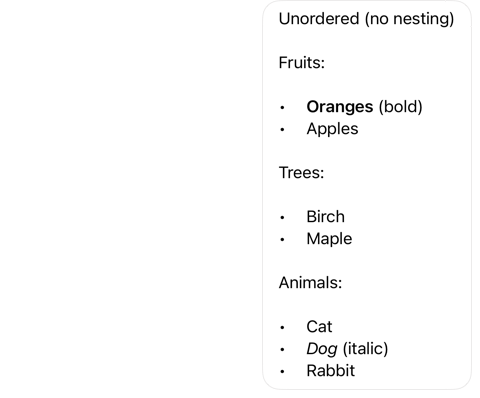 Unordered (no nesting)
Fruits:
• Oranges (bold)
• Apples
Trees:
• Birch
• Maple
Animals:
• Cat
• Dog (italic)
• Rabbit